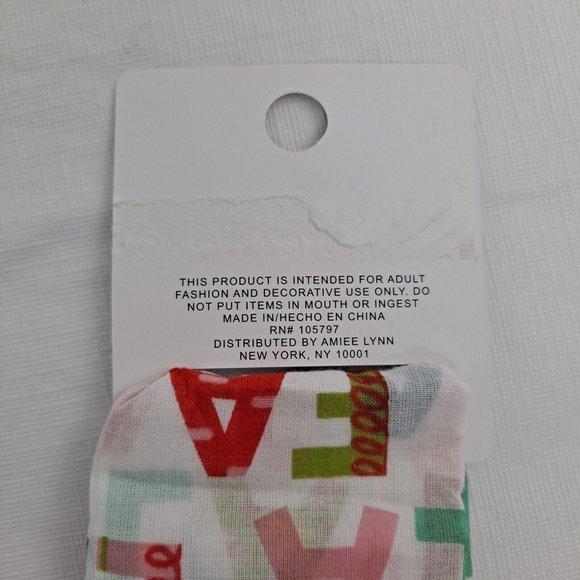 THIS PRODUCT IS INTENDED FOR ADULT
FASHION AND DECORATIVE USE ONLY. DO
NOT PUT ITEMS IN MOUTH OR INGEST
MADE IN/HECHO EN CHINA
RN# 105797
DISTRIBUTED BY AMIEE LYNN
NEW YORK, NY 10001